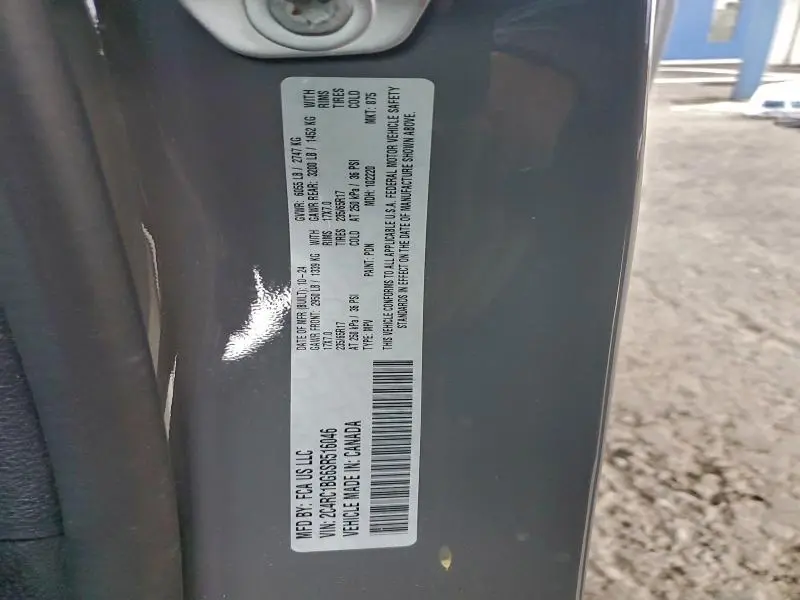 MFD BY: FCA US LLC
DATE OF MFR (BUILT): 10-24 GVWR: 6055 LB / 2747 KG
GAWR FRONT: 2950 LB / 1339 KG WITH GAWR REAR: 3200 LB / 1452 KG WITH
17X7.0 RIMS 17X7.0 RIMS
235/65R17 TIRES 235/65R17 TIRES
AT 250 kPa / 36 PSI COLD AT 250 kPa / 36 PSI COLD
VIN: 2C4RC1BG6SR516046
TYPE: MPV PAINT: PDN MDH: 102220 MKT: 875
VEHICLE MADE IN: CANADA
THIS VEHICLE CONFORMS TO ALL APPLICABLE U.S.A. FEDERAL MOTOR VEHICLE SAFETY
STANDARDS IN EFFECT ON THE DATE OF MANUFACTURE SHOWN ABOVE.